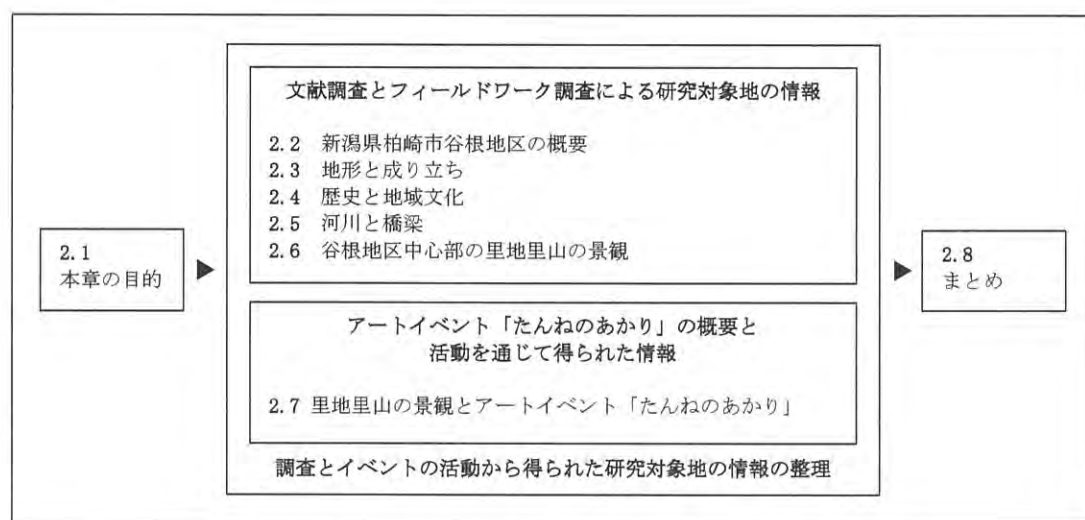 2.1
本章の目的
文献調査とフィールドワーク調査による研究対象地の情報
2.2 新潟県柏崎市谷根地区の概要
2.3 地形と成り立ち
2.4 歴史と地域文化
2.5 河川と橋梁
2.6 谷根地区中心部の里地里山の景観
アートイベント「たんねのあかり」の概要と
活動を通じて得られた情報
2.7 里地里山の景観とアートイベント「たんねのあかり」
調査とイベントの活動から得られた研究対象地の情報の整理
2.8
まとめ